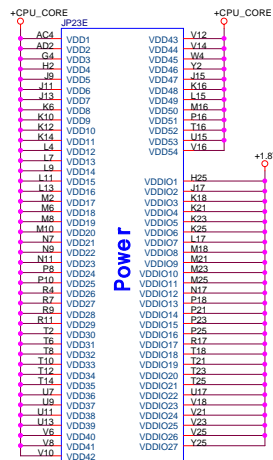 +CPU_CORE +CPU_CORE
JP23E
AC4 VDD1 VDD43 V12
AD2 VDD2 VDD44 V14
G4 VDD3 VDD45 W4
H2 VDD4 VDD46 Y2
J9 VDD5 VDD47 J15
J11 VDD6 VDD48 K16
J13 VDD7 VDD49 L15
K6 VDD8 VDD50 M16
K10 VDD9 VDD51 P16
K12 VDD10 VDD52 T16
K14 VDD11 VDD53 U15
L4 VDD12 VDD54 V16
+1.8
L7 VDD13
L9 VDD14
L11 VDD15 VDDIO1 H25
L13 VDD16 VDDIO2 J17
M2 VDD17 VDDIO3 K18
M6 VDD18 VDDIO4 K21
M8 VDD19 VDDIO5 K23
M10 VDD20 VDDIO6 K25
N7 VDD21 VDDIO7 L17
N9 VDD22 VDDIO8 M18
N11 VDD23 VDDIO9 M21
P8 VDD24 VDDIO10 M23
P10 VDD25 VDDIO11 M25
R4 VDD26 VDDIO12 N17
R7 VDD27 VDDIO13 P18
R9 VDD28 VDDIO14 P21
R11 VDD29 VDDIO15 P23
T2 VDD30 VDDIO16 P25
T6 VDD31 VDDIO17 R17
T8 VDD32 VDDIO18 T18
T10 VDD33 VDDIO19 T21
T12 VDD34 VDDIO20 T23
T14 VDD35 VDDIO21 T25
U7 VDD36 VDDIO22 U17
U9 VDD37 VDDIO23 V18
U11 VDD38 VDDIO24 V21
U13 VDD39 VDDIO25 V23
V6 VDD40 VDDIO26 V25
V8 VDD41 VDDIO27 Y25
V10 VDD42
Power